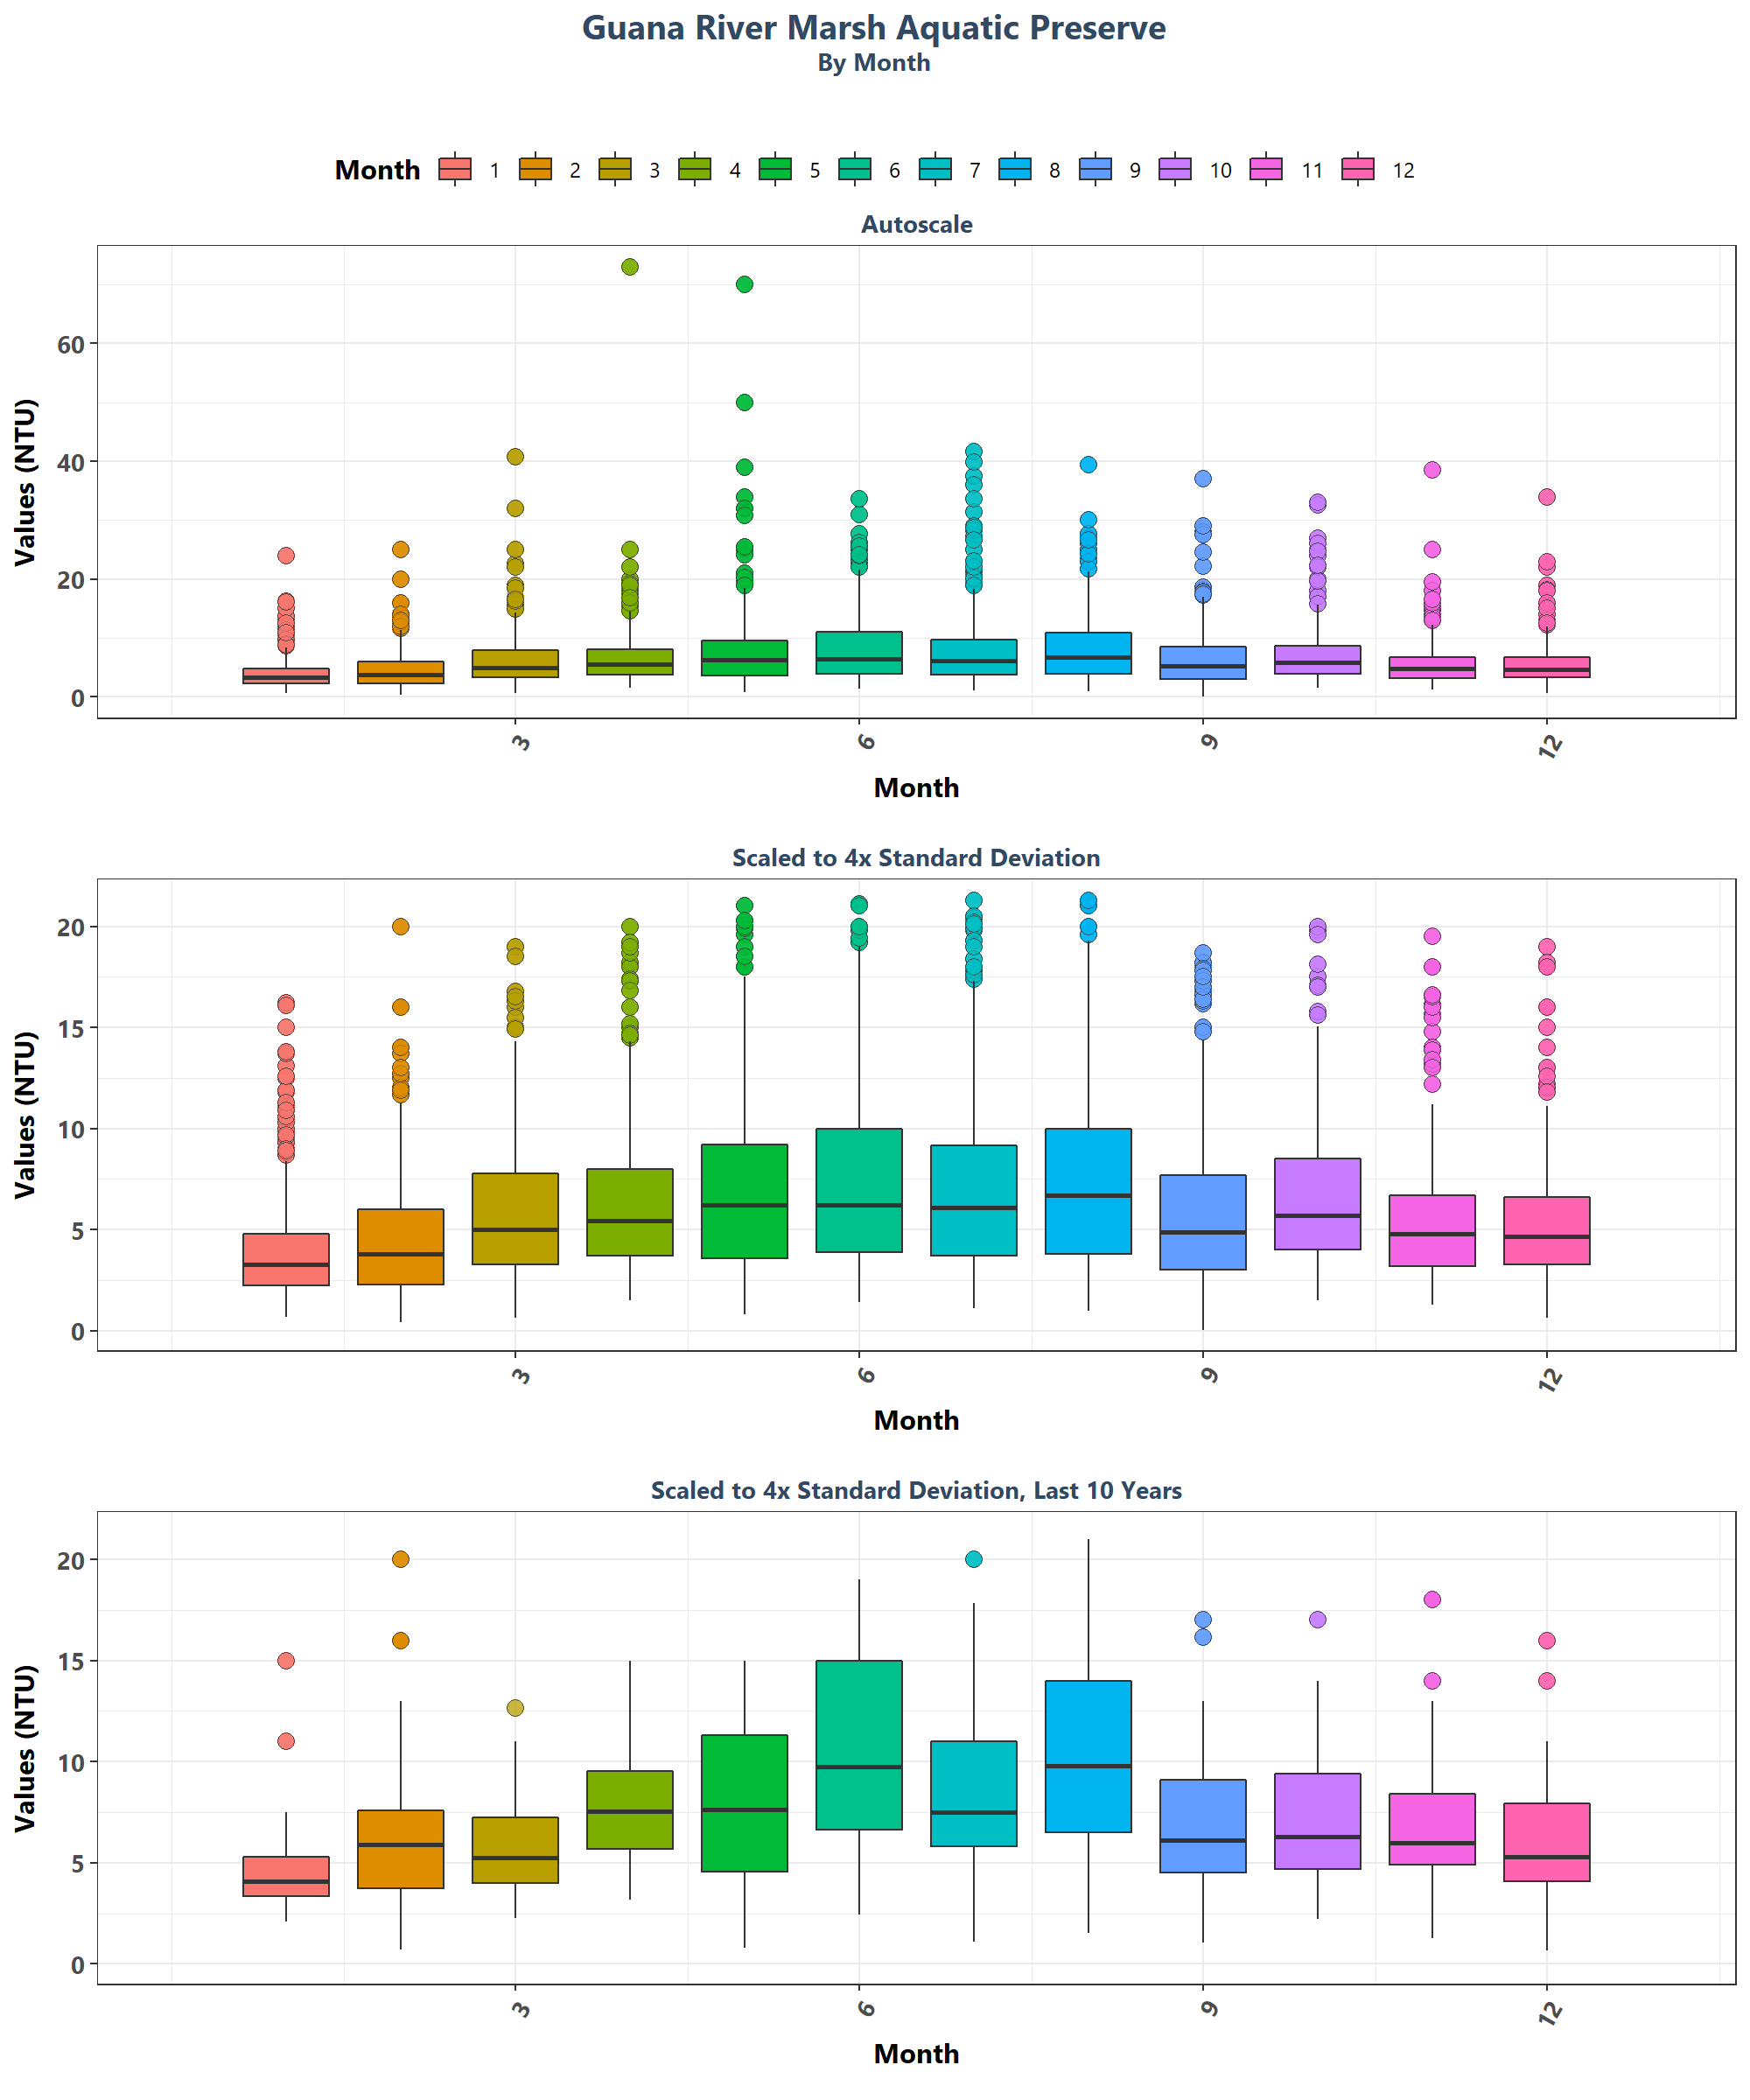 Guana River Marsh Aquatic Preserve
By Month
Month 1 2 3 4 5 6 7 8 9 10 11 12
Autoscale
Values (NTU)
60
40
20
0
3 6 9 12
Month
Scaled to 4x Standard Deviation
Values (NTU)
20
15
10
5
0
3 6 9 12
Month
Scaled to 4x Standard Deviation, Last 10 Years
Values (NTU)
20
15
10
5
0
3 6 9 12
Month